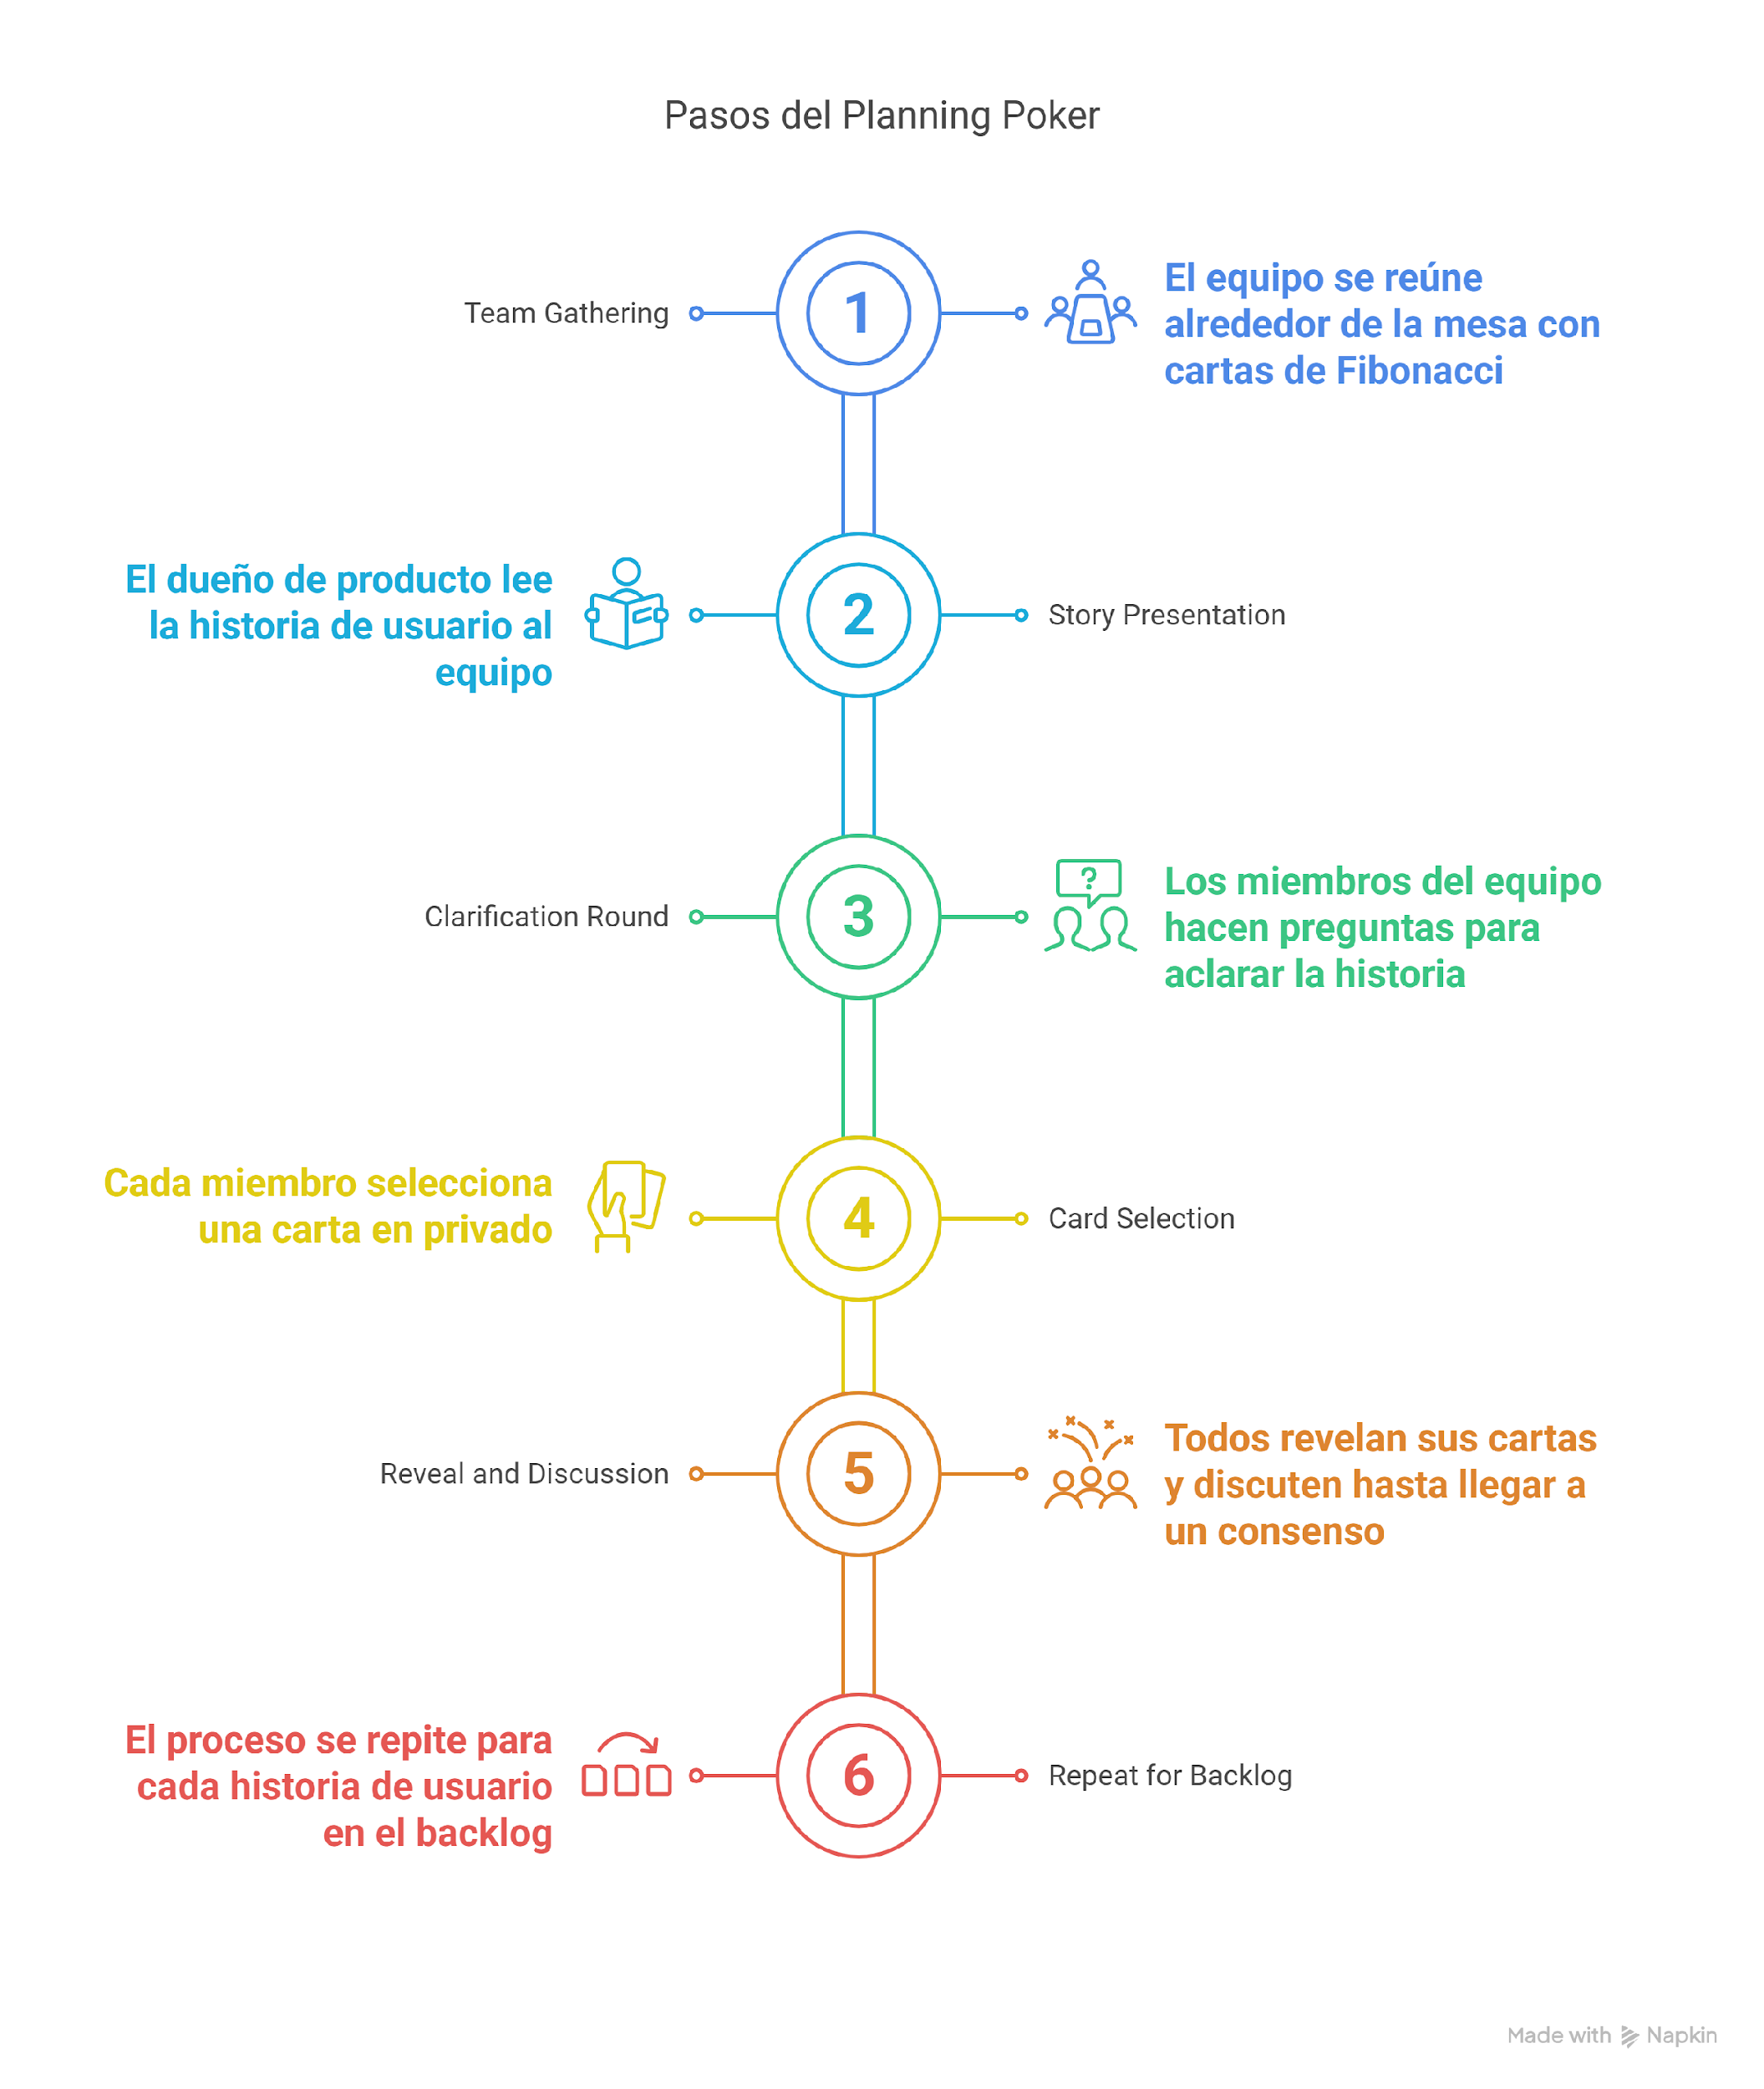 Pasos del Planning Poker
Team Gathering
1
El equipo se reúne
alrededor de la mesa con
cartas de Fibonacci
El dueño de producto lee
la historia de usuario al
equipo
2
Story Presentation
Clarification Round
3
?
Los miembros del equipo
hacen preguntas para
aclarar la historia
Cada miembro selecciona
una carta en privado
4
Card Selection
Reveal and Discussion
5
Todos revelan sus cartas
y discuten hasta llegar a
un consenso
El proceso se repite para
cada historia de usuario
en el backlog
6
Repeat for Backlog
Made with Napkin